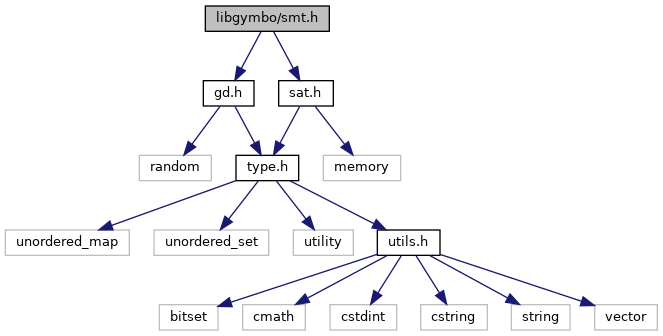 libgymbo/smt.h
gd.h
sat.h
random
type.h
memory
unordered_map
unordered_set
utility
utils.h
bitset
cmath
cstdint
cstring
string
vector